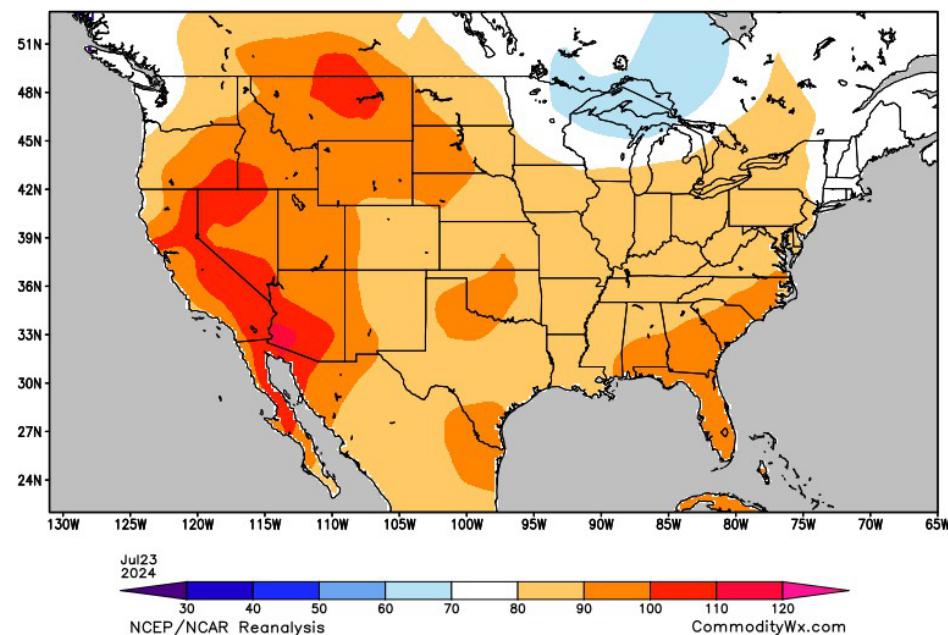 51N
48N
45N
42N
39N
36N
33N
30N
27N
24N
130W 125W 120W 115W 110W 105W 100W 95W 90W 85W 80W 75W 70W 65W
Jul23
2024
30 40 50 60 70 80 90 100 110 120
NCEP/NCAR Reanalysis CommodityWx.com